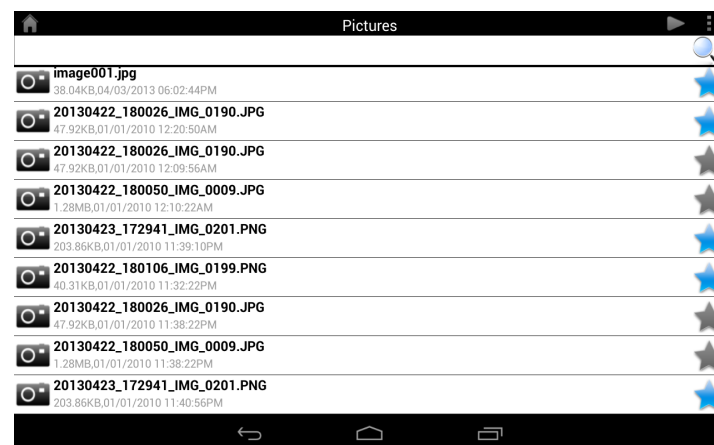 Pictures
image001.jpg
38.04KB,04/03/2013 06:02:44PM
20130422_180026_IMG_0190.JPG
47.92KB,01/01/2010 12:20:50AM
20130422_180026_IMG_0190.JPG
47.92KB,01/01/2010 12:09:56AM
20130422_180050_IMG_0009.JPG
1.28MB,01/01/2010 12:10:22AM
20130423_172941_IMG_0201.PNG
203.86KB,01/01/2010 11:39:10PM
20130422_180106_IMG_0199.PNG
40.31KB,01/01/2010 11:32:22PM
20130422_180026_IMG_0190.JPG
47.92KB,01/01/2010 11:38:22PM
20130422_180050_IMG_0009.JPG
1.28MB,01/01/2010 11:38:22PM
20130423_172941_IMG_0201.PNG
203.86KB,01/01/2010 11:40:56PM